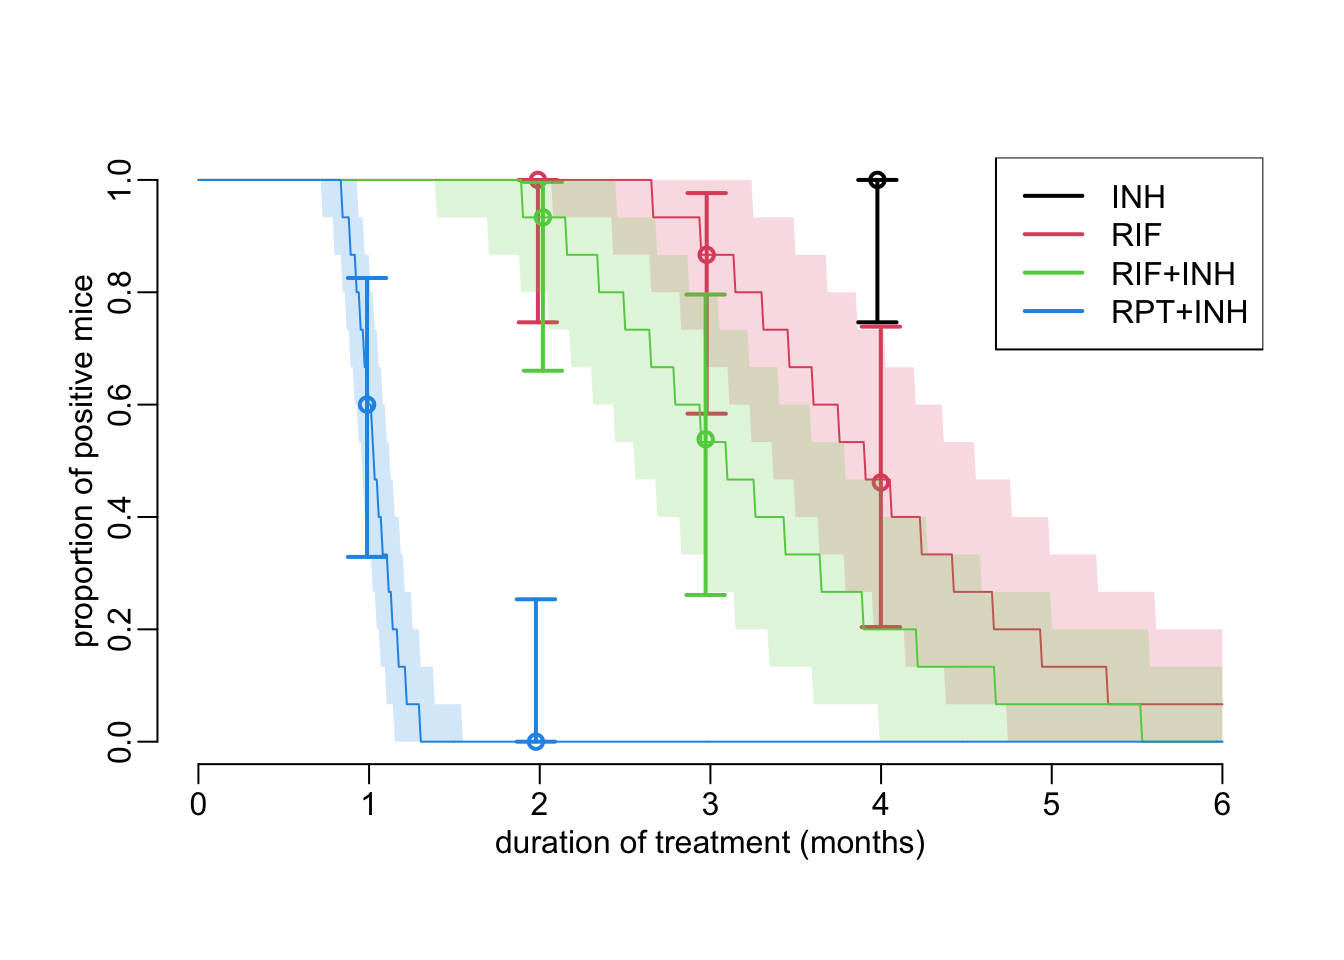 INH
RIF
RIF+INH
RPT+INH
proportion of positive mice
1.0
0.8
0.6
0.4
0.2
0.0
0 1 2 3 4 5 6
duration of treatment (months)